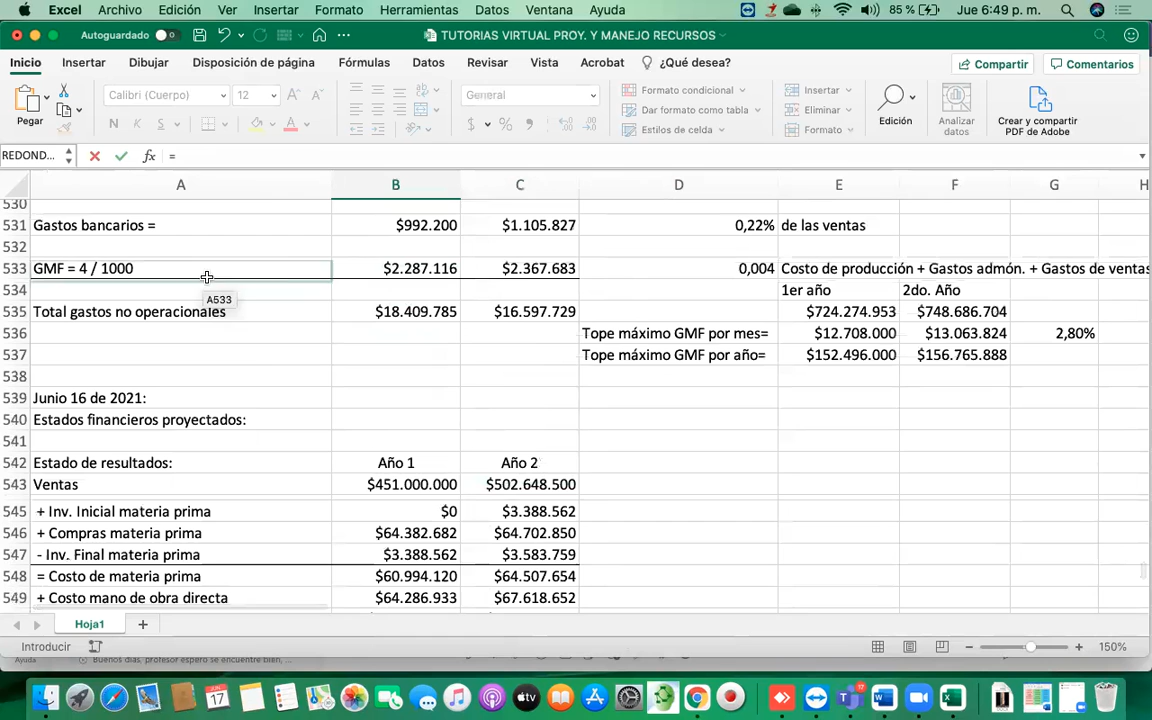 Excel Archivo Edición Ver Insertar Formato Herramientas Datos Ventana Ayuda 85 % Jue 6:49 p. m.
Autoguardado TUTORIAS VIRTUAL PROY. Y MANEJO RECURSOS
Inicio Insertar Dibujar Disposición de página Fórmulas Datos Revisar Vista Acrobat ¿Qué desea? Compartir Comentarios
Pegar Calibri (Cuerpo) 12 General Formato condicional Insertar Edición Analizar datos Crear y compartir PDF de Adobe
N K S $ % Dar formato como tabla Eliminar
Estilos de celda Formato
REDOND... fx =
A B C D E F G H
530
531 Gastos bancarios = $992.200 $1.105.827 0,22% de las ventas
532
533 GMF = 4 / 1000 $2.287.116 $2.367.683 0,004 Costo de producción + Gastos admón. + Gastos de ventas
534 A533 1er año 2do. Año
535 Total gastos no operacionales $18.409.785 $16.597.729 $724.274.953 $748.686.704
536 Tope máximo GMF por mes= $12.708.000 $13.063.824 2,80%
537 Tope máximo GMF por año= $152.496.000 $156.765.888
538
539 Junio 16 de 2021:
540 Estados financieros proyectados:
541
542 Estado de resultados: Año 1 Año 2
543 Ventas $451.000.000 $502.648.500
545 + Inv. Inicial materia prima $0 $3.388.562
546 + Compras materia prima $64.382.682 $64.702.850
547 - Inv. Final materia prima $3.388.562 $3.583.759
548 = Costo de materia prima $60.994.120 $64.507.654
549 + Costo mano de obra directa $64.286.933 $67.618.652
Hoja1 +
Introducir 150%
Ayuda Buenos días, profesor espero se encuentre bien, ...
JUN 17 17